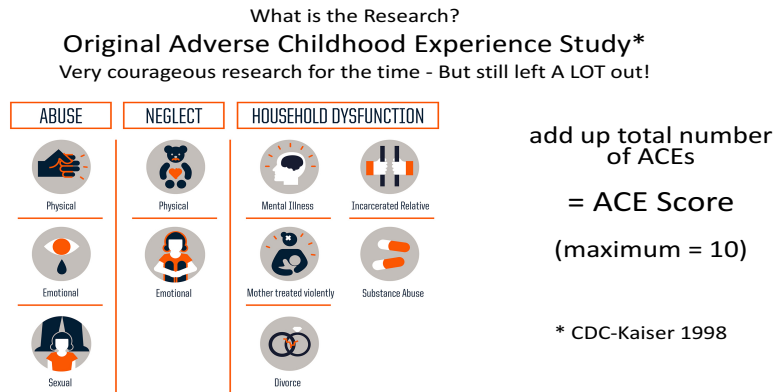 What is the Research?
Original Adverse Childhood Experience Study*
Very courageous research for the time - But still left A LOT out!
ABUSE
NEGLECT
HOUSEHOLD DYSFUNCTION
Physical
Physical
Mental Illness
Incarcerated Relative
Emotional
Emotional
Mother treated violently
Substance Abuse
Sexual
Divorce
add up total number
of ACEs
= ACE Score
(maximum = 10)
* CDC-Kaiser 1998